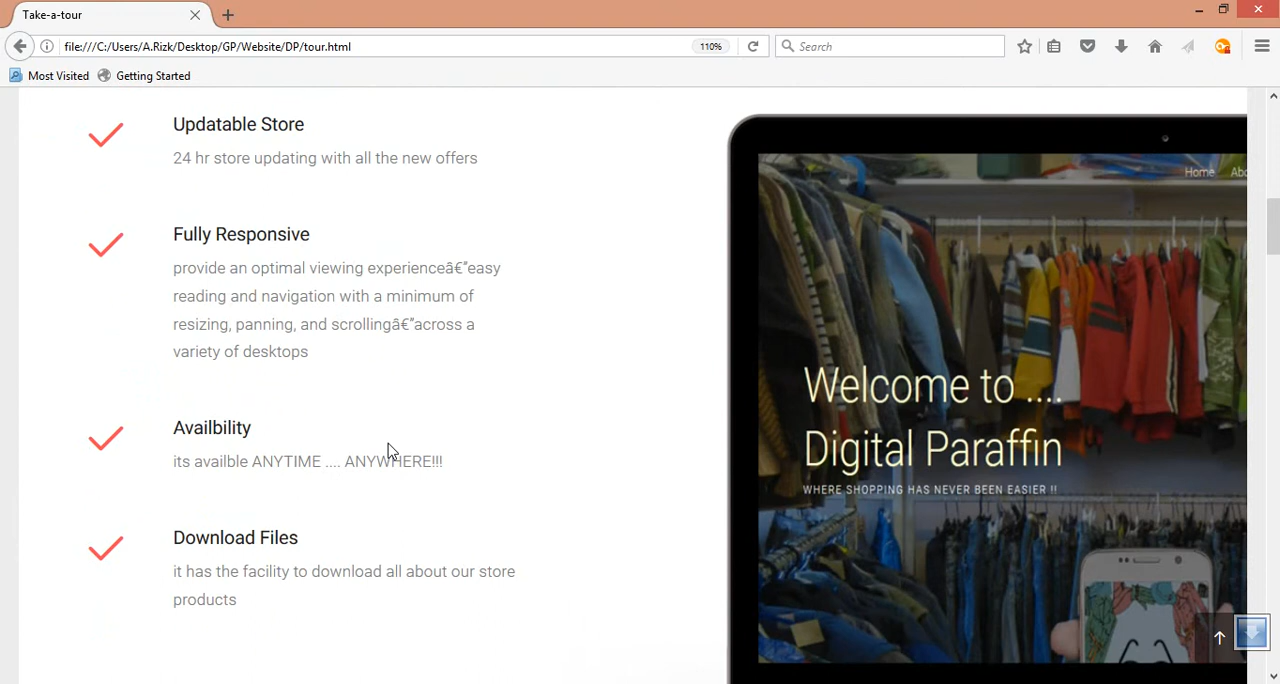 Take-a-tour
file:///C:/Users/A.Rizk/Desktop/GP/Website/DP/tour.html
110%
Search
Most Visited
Getting Started
Updatable Store
24 hr store updating with all the new offers
Fully Responsive
provide an optimal viewing experienceâ€”easy
reading and navigation with a minimum of
resizing, panning, and scrollingâ€”across a
variety of desktops
Availbility
its availble ANYTIME .... ANYWHERE!!!
Download Files
it has the facility to download all about our store
products
Home Abo
Welcome to ....
Digital Paraffin
WHERE SHOPPING HAS NEVER BEEN EASIER !!